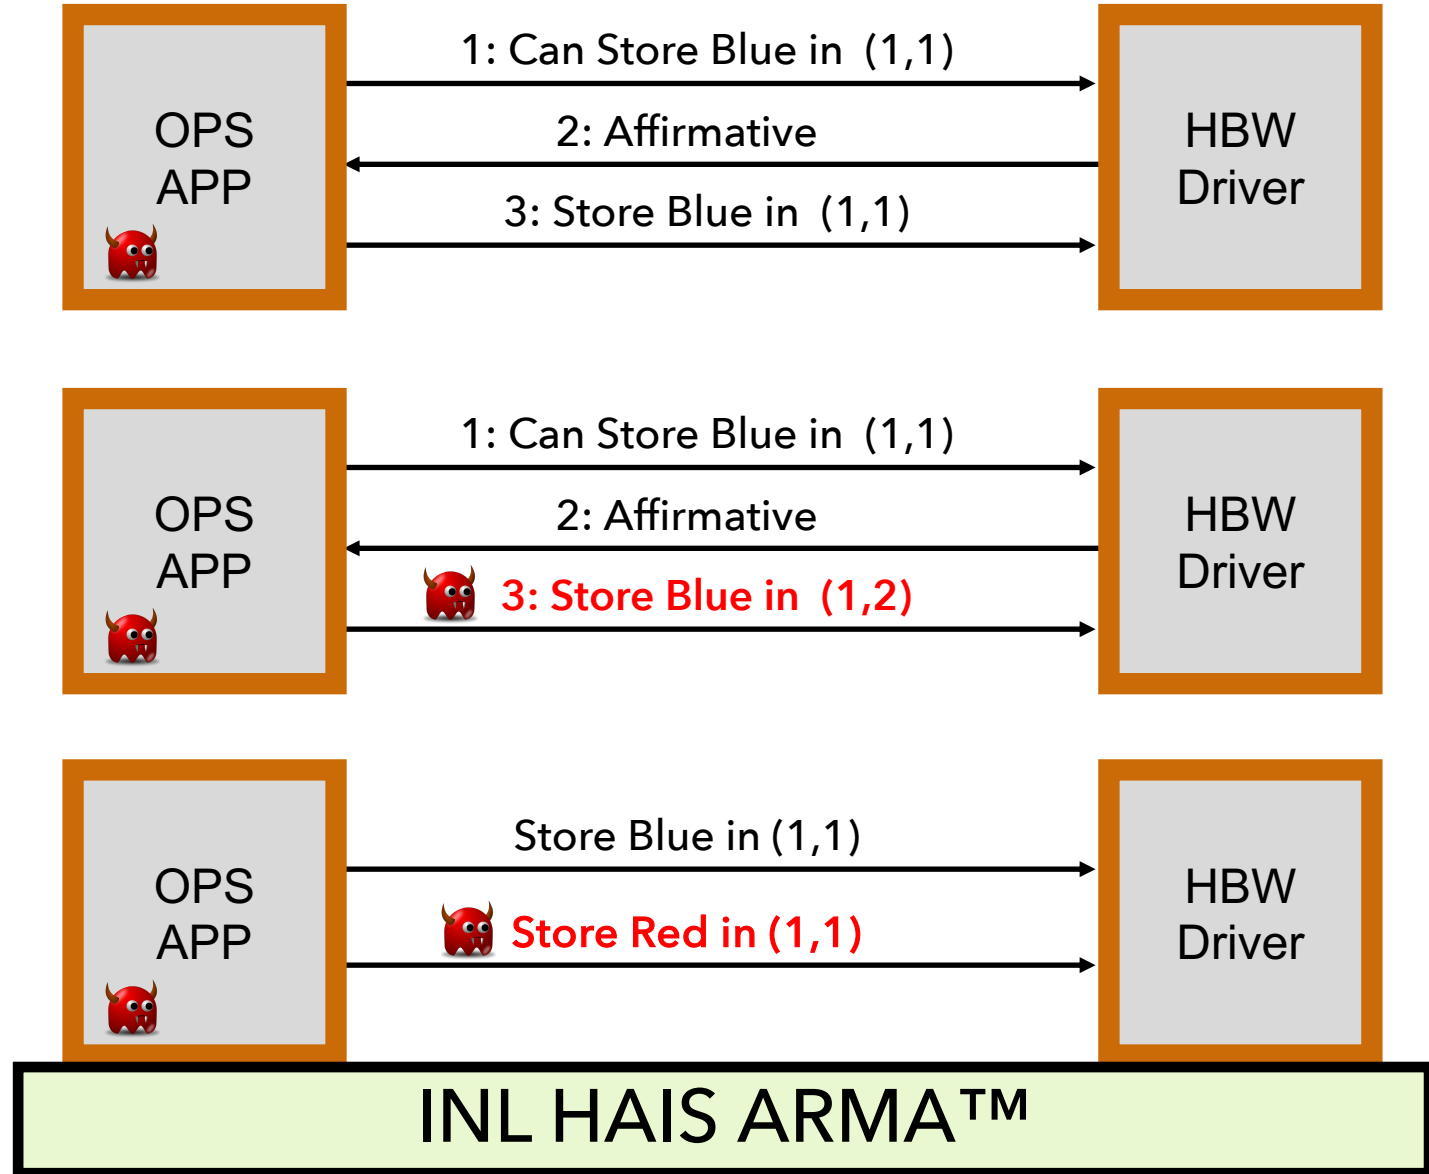 1: Can Store Blue in (1,1)
OPS
APP
2: Affirmative
HBW
Driver
3: Store Blue in (1,1)
1: Can Store Blue in (1,1)
OPS
APP
2: Affirmative
HBW
Driver
3: Store Blue in (1,2)
Store Blue in (1,1)
OPS
APP
HBW
Driver
Store Red in (1,1)
INL HAIS ARMA™